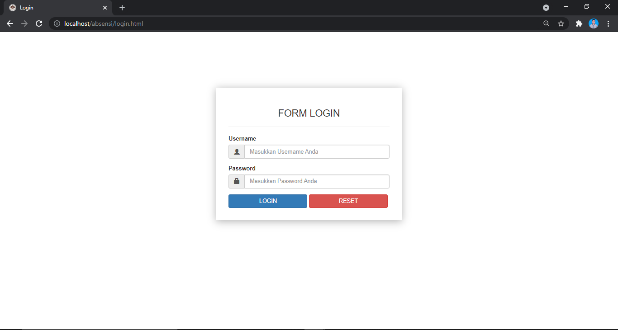 Login
localhost/absensi/login.html
FORM LOGIN
Username
Masukkan Username Anda
Password
Masukkan Password Anda
LOGIN RESET